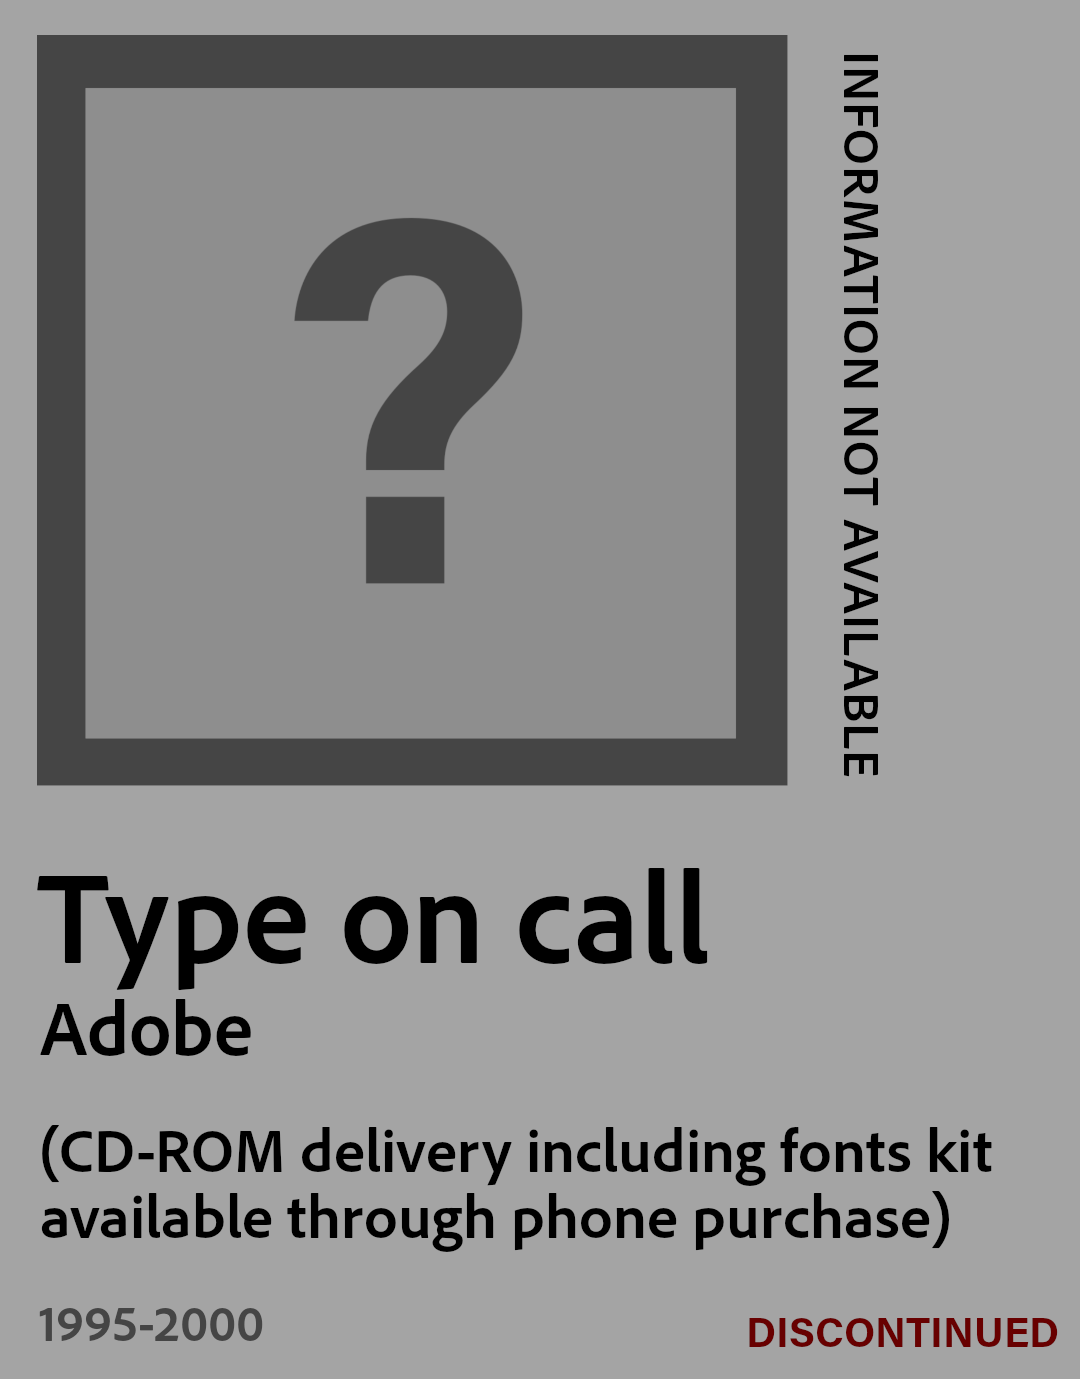 ?
INFORMATION NOT AVAILABLE
Type on call
Adobe
(CD-ROM delivery including fonts kit
available through phone purchase)
1995-2000
DISCONTINUED